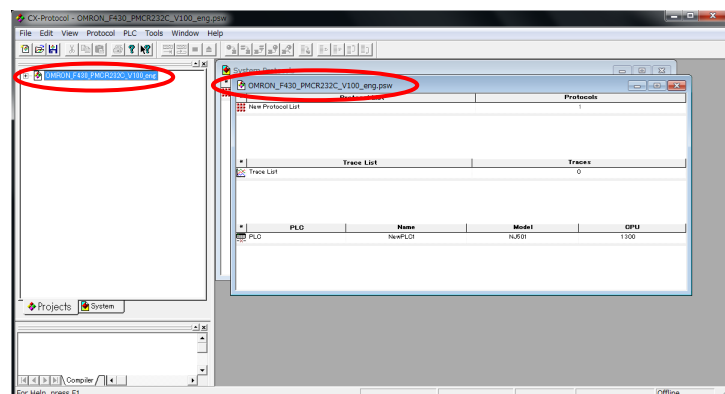 CX-Protocol - OMRON_F430_PMCR232C_V100_eng.psw
File Edit View Protocol PLC Tools Window Help
OMRON_F430_PMCR232C_V100_eng
OMRON_F430_PMCR232C_V100_eng.psw
* Protocol List Protocols
New Protocol List 1
* Trace List Traces
Trace List 0
* PLC Name Model CPU
PLC NewPLC1 NJ501 1300
Projects System
Compiler
For Help, press F1 Offline